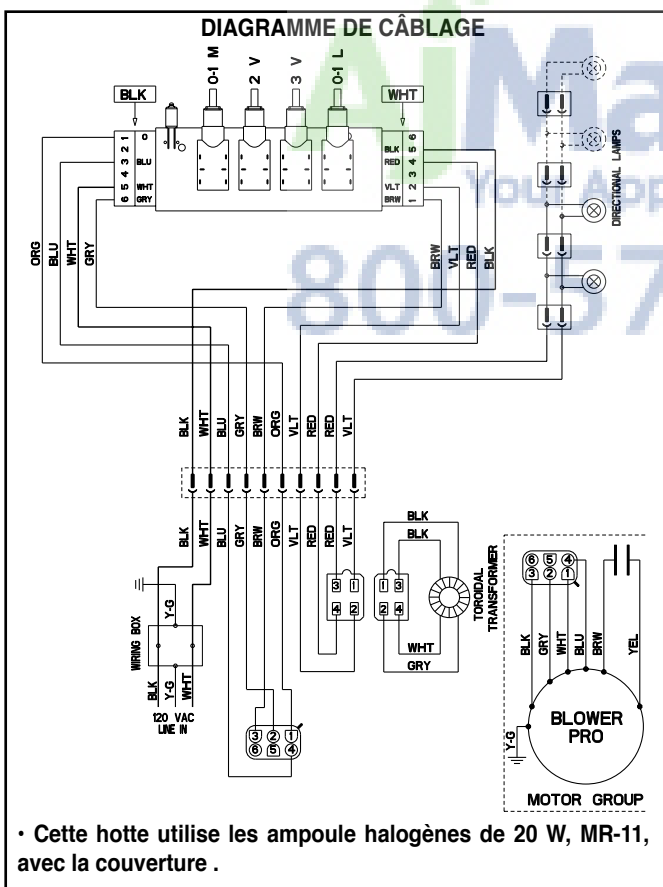 DIAGRAMME DE CÂBLAGE
0-1 M
2 V
3 V
0-1 L
BLK
WHT
1 O
2
3 BLU
4
5 WHT
6 GRY
6
BLK 5
RED 4
3
VLT 2
BRW 1
ORG
BLU
WHT
GRY
BRW
VLT
RED
BLK
DIRECTIONAL LAMPS
BLK
WHT
BLU
GRY
BRW
ORG
VLT
RED
RED
VLT
BLK
WHT
BLU
GRY
BRW
ORG
VLT
RED
RED
VLT
Y-G
WIRING BOX
BLK
Y-G
WHT
120 VAC
LINE IN
3 2 1
6 5 4
3 1
4 2
1 3
2 4
BLK
BLK
WHT
GRY
TOROIDAL
TRANSFORMER
6 5 4
3 2 1
BLK
GRY
WHT
BLU
BRW
YEL
Y-G
BLOWER
PRO
MOTOR GROUP
• Cette hotte utilise les ampoule halogènes de 20 W, MR-11,
avec la couverture .
800-57